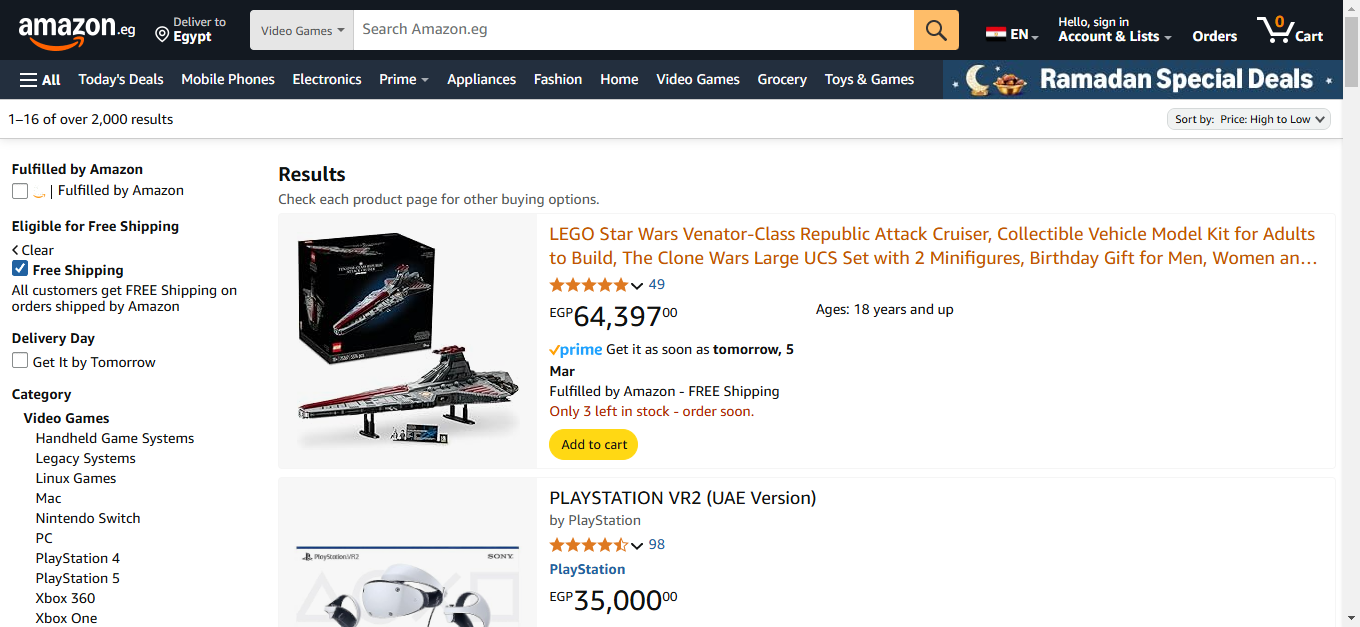 amazon.eg
Deliver to
Egypt
Video Games
Search Amazon.eg
EN
Hello, sign in
Account & Lists
Orders
0
Cart
All
Today's Deals
Mobile Phones
Electronics
Prime
Appliances
Fashion
Home
Video Games
Grocery
Toys & Games
Ramadan Special Deals
1–16 of over 2,000 results
Sort by: Price: High to Low
Fulfilled by Amazon
| Fulfilled by Amazon
Eligible for Free Shipping
Clear
Free Shipping
All customers get FREE Shipping on
orders shipped by Amazon
Delivery Day
Get It by Tomorrow
Category
Video Games
Handheld Game Systems
Legacy Systems
Linux Games
Mac
Nintendo Switch
PC
PlayStation 4
PlayStation 5
Xbox 360
Xbox One
Results
Check each product page for other buying options.
LEGO Star Wars Venator-Class Republic Attack Cruiser, Collectible Vehicle Model Kit for Adults
to Build, The Clone Wars Large UCS Set with 2 Minifigures, Birthday Gift for Men, Women an…
49
EGP64,39700
Ages: 18 years and up
prime Get it as soon as tomorrow, 5
Mar
Fulfilled by Amazon - FREE Shipping
Only 3 left in stock - order soon.
Add to cart
PlayStation VR2
SONY
PLAYSTATION VR2 (UAE Version)
by PlayStation
98
PlayStation
EGP35,00000